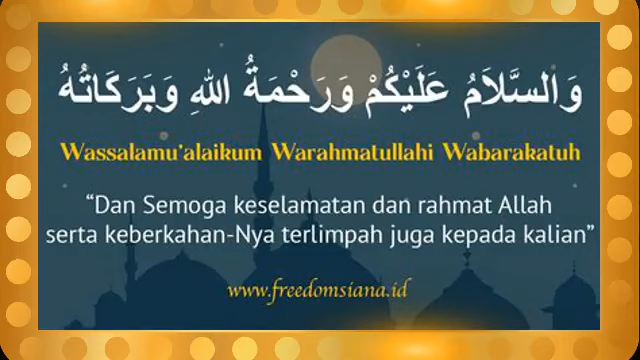 وَالسَّلاَمُ عَلَيْكُمْ وَرَحْمَةُ اللهِ وَبَرَكَاتُهُ
Wassalamu'alaikum Warahmatullahi Wabarakatuh
“Dan Semoga keselamatan dan rahmat Allah
serta keberkahan-Nya terlimpah juga kepada kalian”
www.freedomsiana.id